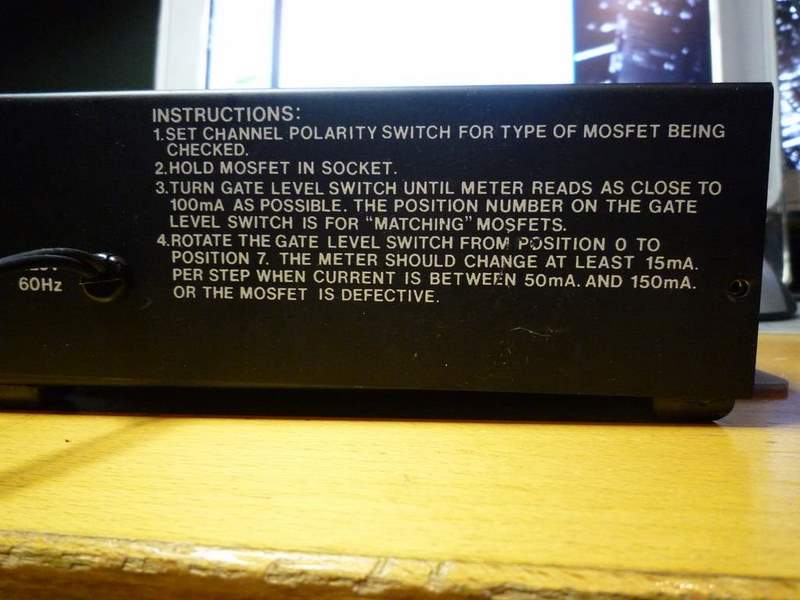 INSTRUCTIONS:
1.SET CHANNEL POLARITY SWITCH FOR TYPE OF MOSFET BEING
CHECKED.
2.HOLD MOSFET IN SOCKET.
3.TURN GATE LEVEL SWITCH UNTIL METER READS AS CLOSE TO
100mA AS POSSIBLE. THE POSITION NUMBER ON THE GATE
LEVEL SWITCH IS FOR "MATCHING" MOSFETS.
4.ROTATE THE GATE LEVEL SWITCH FROM POSITION 0 TO
POSITION 7. THE METER SHOULD CHANGE AT LEAST 15mA.
PER STEP WHEN CURRENT IS BETWEEN 50mA. AND 150mA.
OR THE MOSFET IS DEFECTIVE.
60Hz